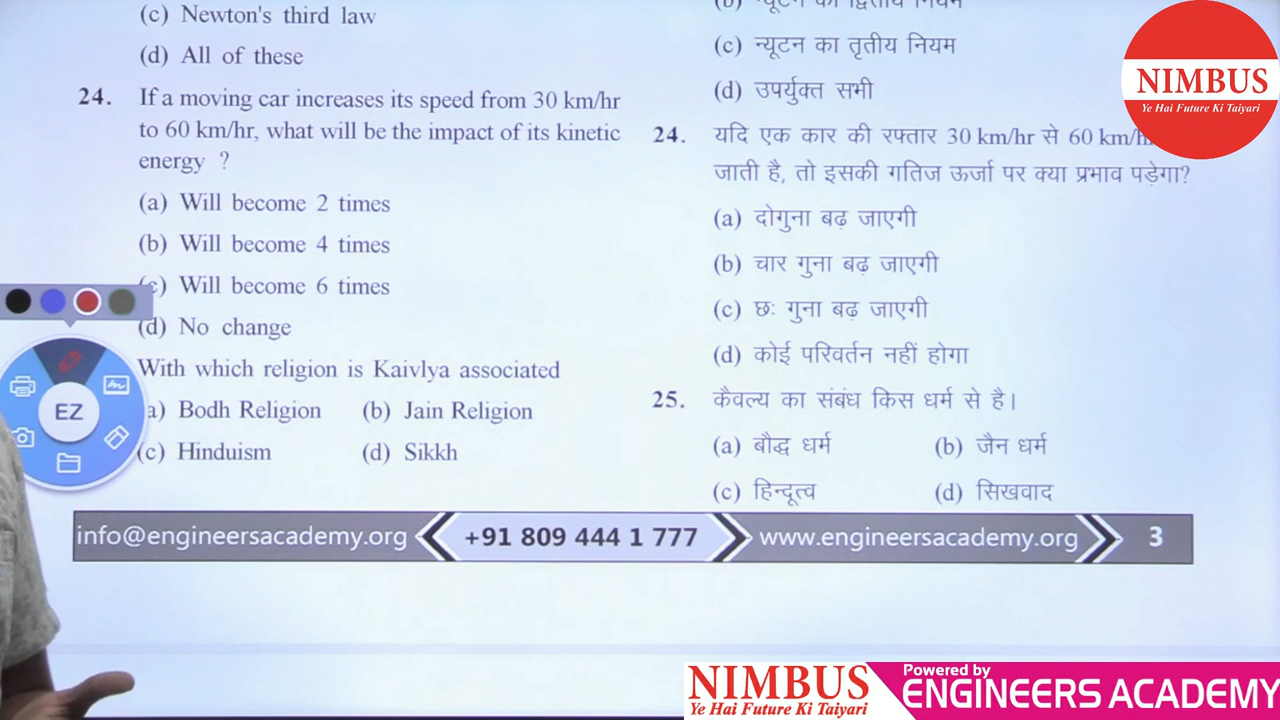 (c) Newton's third law
(d) All of these
24. If a moving car increases its speed from 30 km/hr
to 60 km/hr, what will be the impact of its kinetic
energy ?
(a) Will become 2 times
(b) Will become 4 times
(c) Will become 6 times
(d) No change
With which religion is Kaivlya associated
a) Bodh Religion (b) Jain Religion
(c) Hinduism (d) Sikkh
(c) न्यूटन का तृतीय नियम
(d) उपर्युक्त सभी
24. यदि एक कार की रफ्तार 30 km/hr से 60 km/h
जाती है, तो इसकी गतिज ऊर्जा पर क्या प्रभाव पड़ेगा?
(a) दोगुना बढ़ जाएगी
(b) चार गुना बढ़ जाएगी
(c) छः गुना बढ़ जाएगी
(d) कोई परिवर्तन नहीं होगा
25. कैवल्य का संबंध किस धर्म से है।
(a) बौद्ध धर्म (b) जैन धर्म
(c) हिन्दूत्व (d) सिखवाद
info@engineersacademy.org +91 809 444 1 777 www.engineersacademy.org 3
EZ
NIMBUS
Ye Hai Future Ki Taiyari
NIMBUS
Ye Hai Future Ki Taiyari
Powered by
ENGINEERS ACADEMY